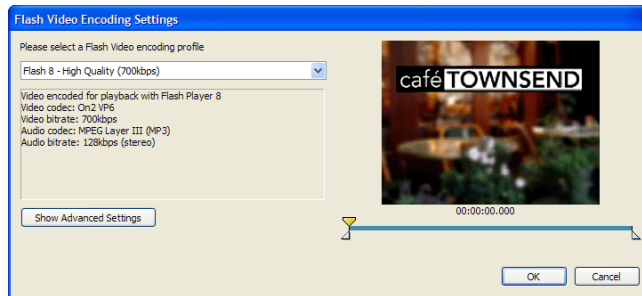 Flash Video Encoding Settings
Please select a Flash Video encoding profile
Flash 8 - High Quality (700kbps)
Video encoded for playback with Flash Player 8
Video codec: On2 VP6
Video bitrate: 700kbps
Audio codec: MPEG Layer III (MP3)
Audio bitrate: 128kbps (stereo)
Show Advanced Settings
café TOWNSEND
00:00:00.000
OK
Cancel